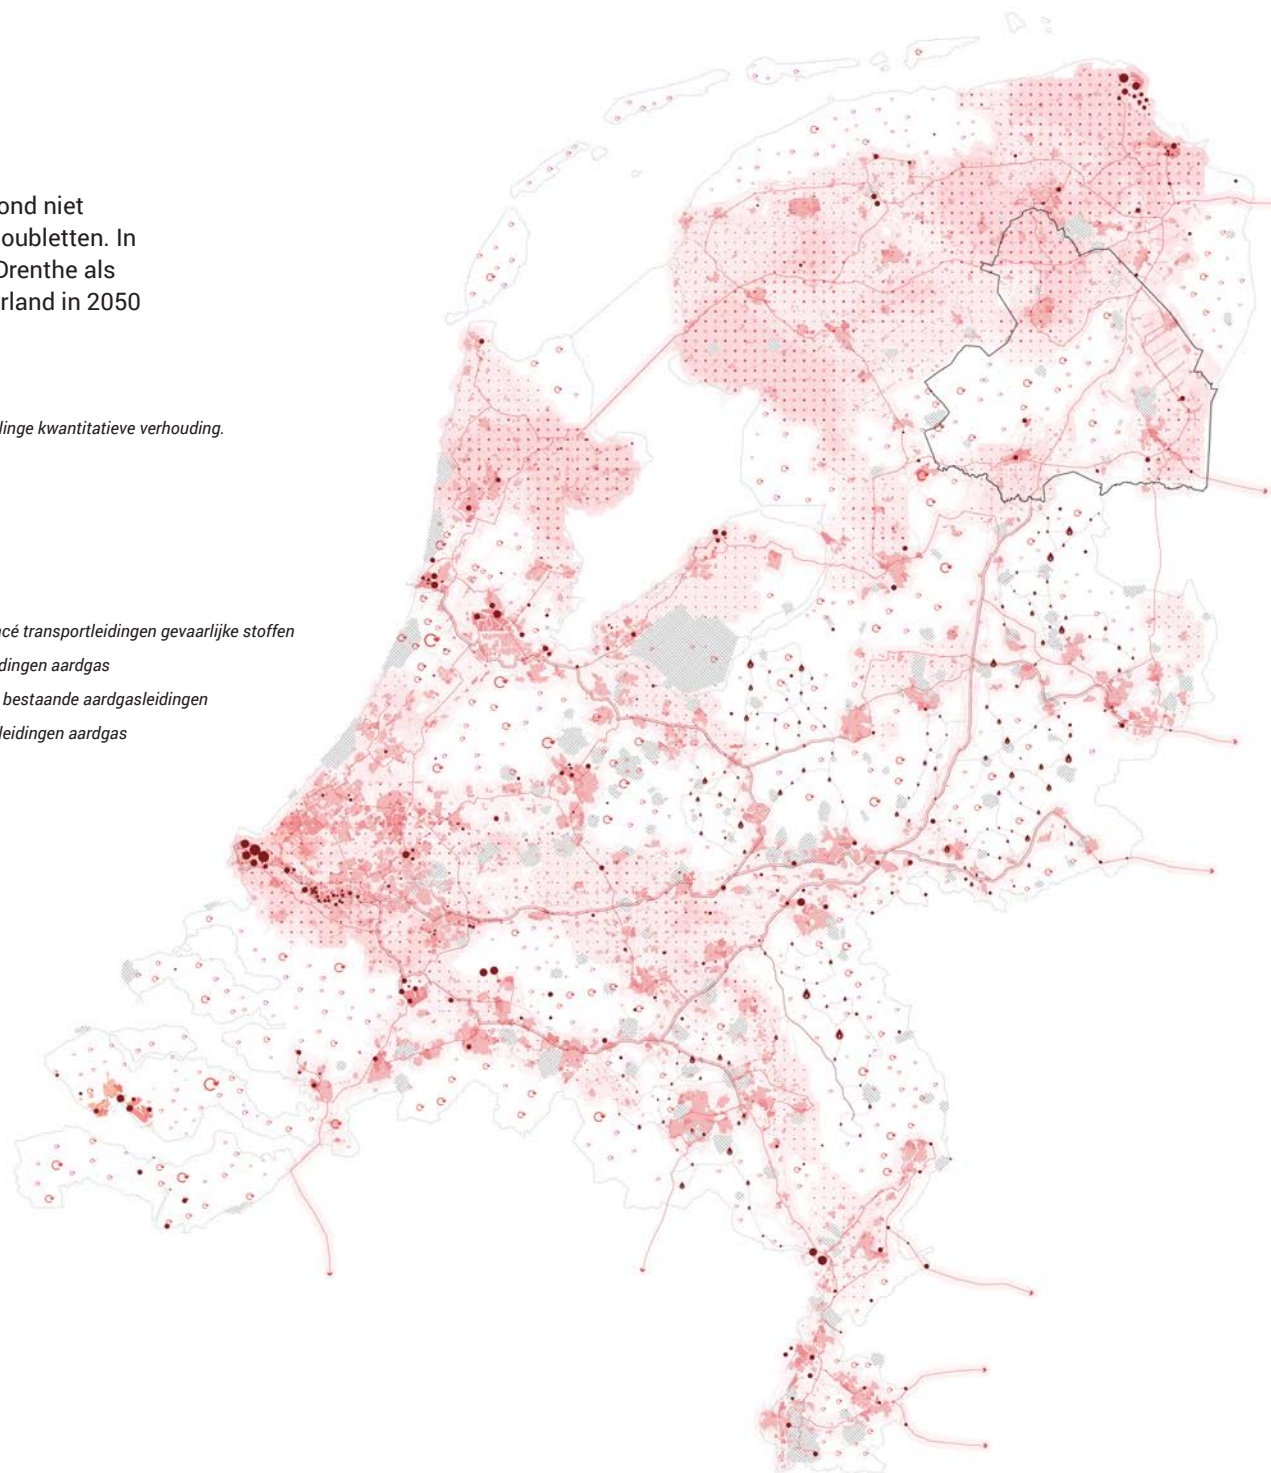 ond niet
oubletten. In
Drenthe als
rland in 2050
linge kwantitatieve verhouding.
cé transportleidingen gevaarlijke stoffen
dingen aardgas
bestaande aardgasleidingen
leidingen aardgas